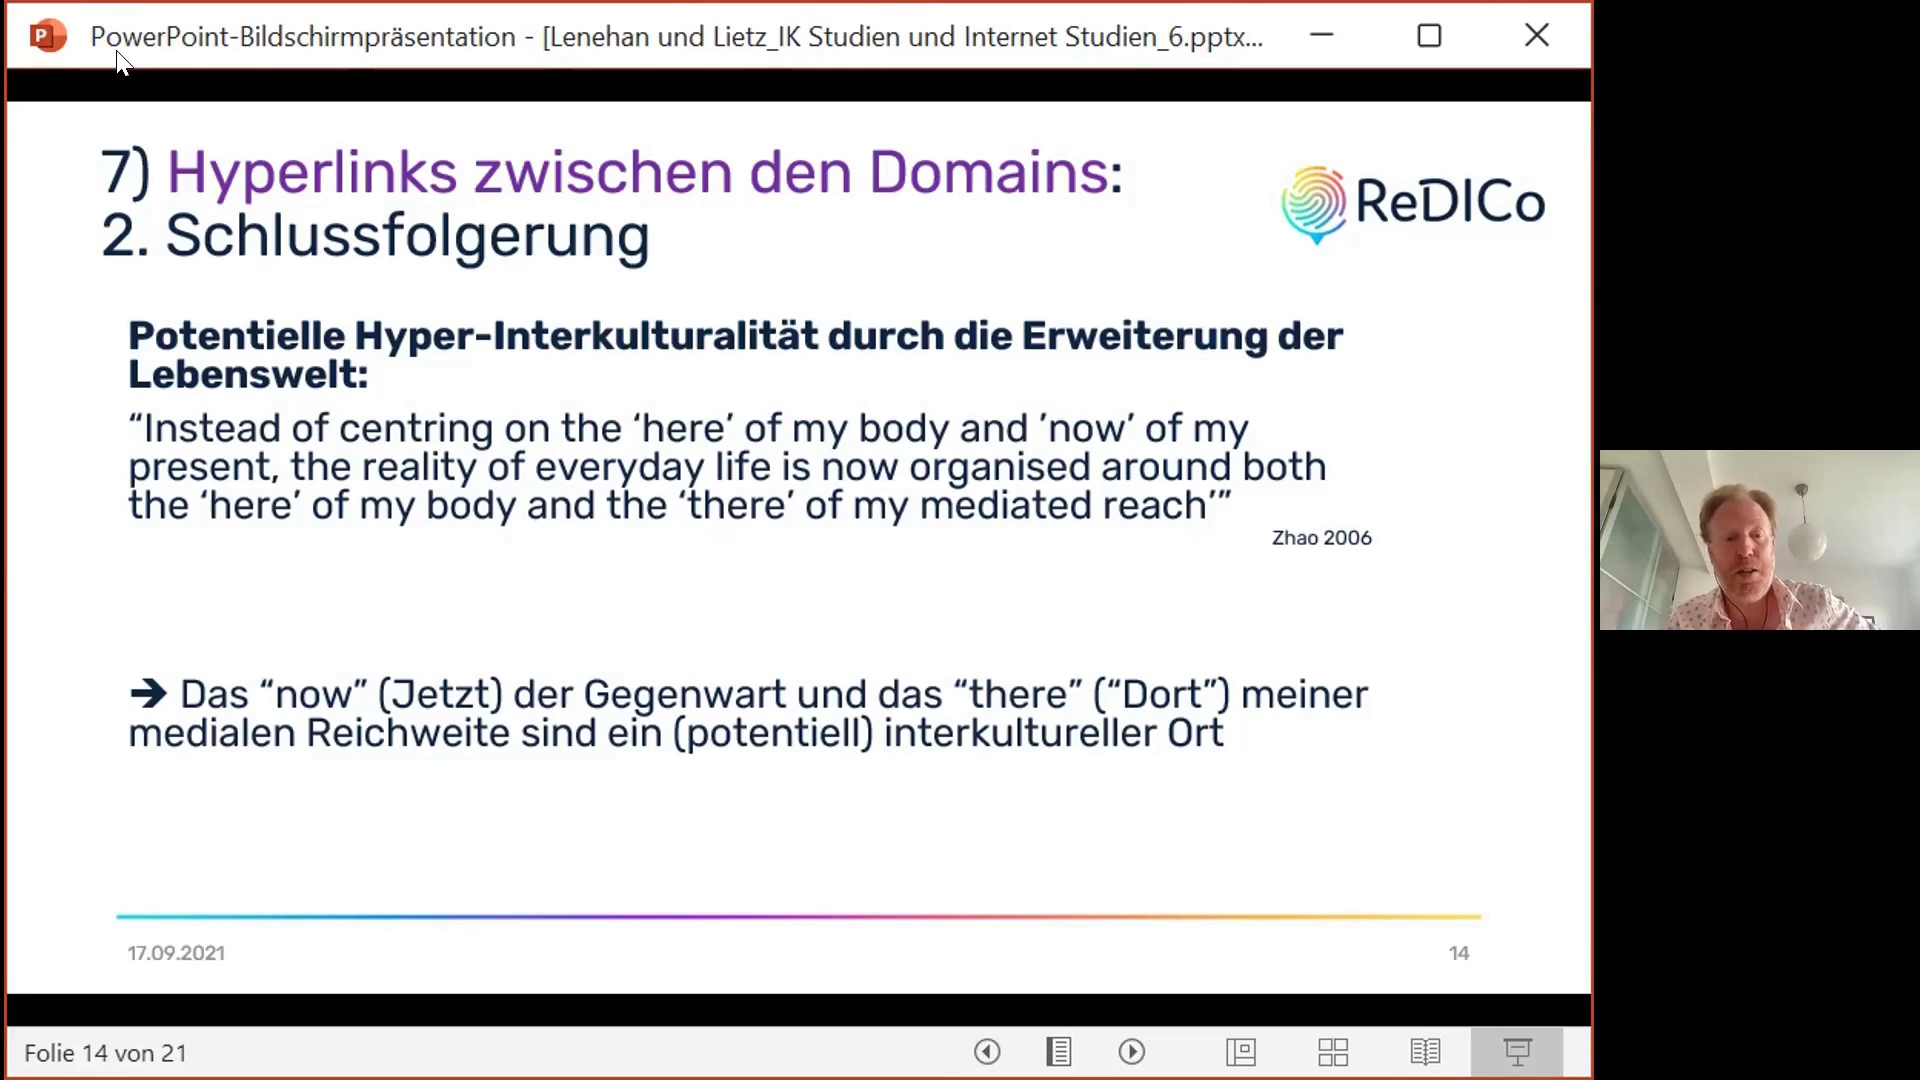 PowerPoint-Bildschirmpräsentation - [Lenehan und Lietz_IK Studien und Internet Studien_6.pptx...
7) Hyperlinks zwischen den Domains:
2. Schlussfolgerung
ReDICo
Potentielle Hyper-Interkulturalität durch die Erweiterung der
Lebenswelt:
“Instead of centring on the ‘here’ of my body and ’now’ of my
present, the reality of everyday life is now organised around both
the ‘here’ of my body and the ‘there’ of my mediated reach’”
Zhao 2006
➔ Das “now” (Jetzt) der Gegenwart und das “there” (“Dort”) meiner
medialen Reichweite sind ein (potentiell) interkultureller Ort
17.09.2021
14
Folie 14 von 21